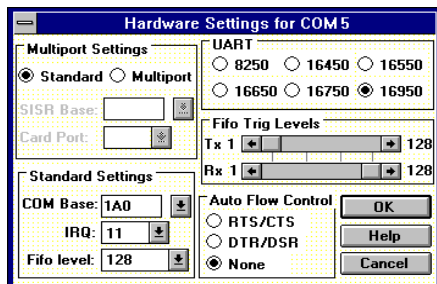 Hardware Settings for COM5
Multiport Settings
Standard Multiport
SISR Base:
Card Port:
UART
8250 16450 16550
16650 16750 16950
Fifo Trig Levels
Tx 1 128
Rx 1 128
Standard Settings
COM Base: 1A0
IRQ: 11
Fifo level: 128
Auto Flow Control
RTS/CTS
DTR/DSR
None
OK
Help
Cancel